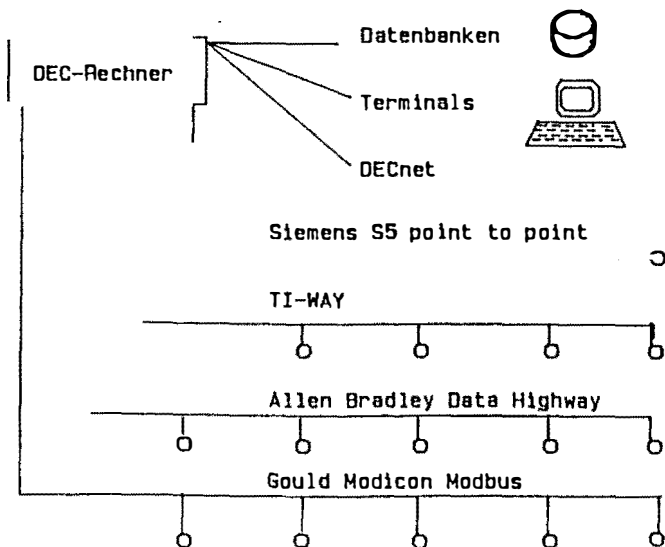 Datenbanken
DEC-Rechner
Terminals
DECnet
Siemens S5 point to point
TI-WAY
Allen Bradley Data Highway
Gould Modicon Modbus